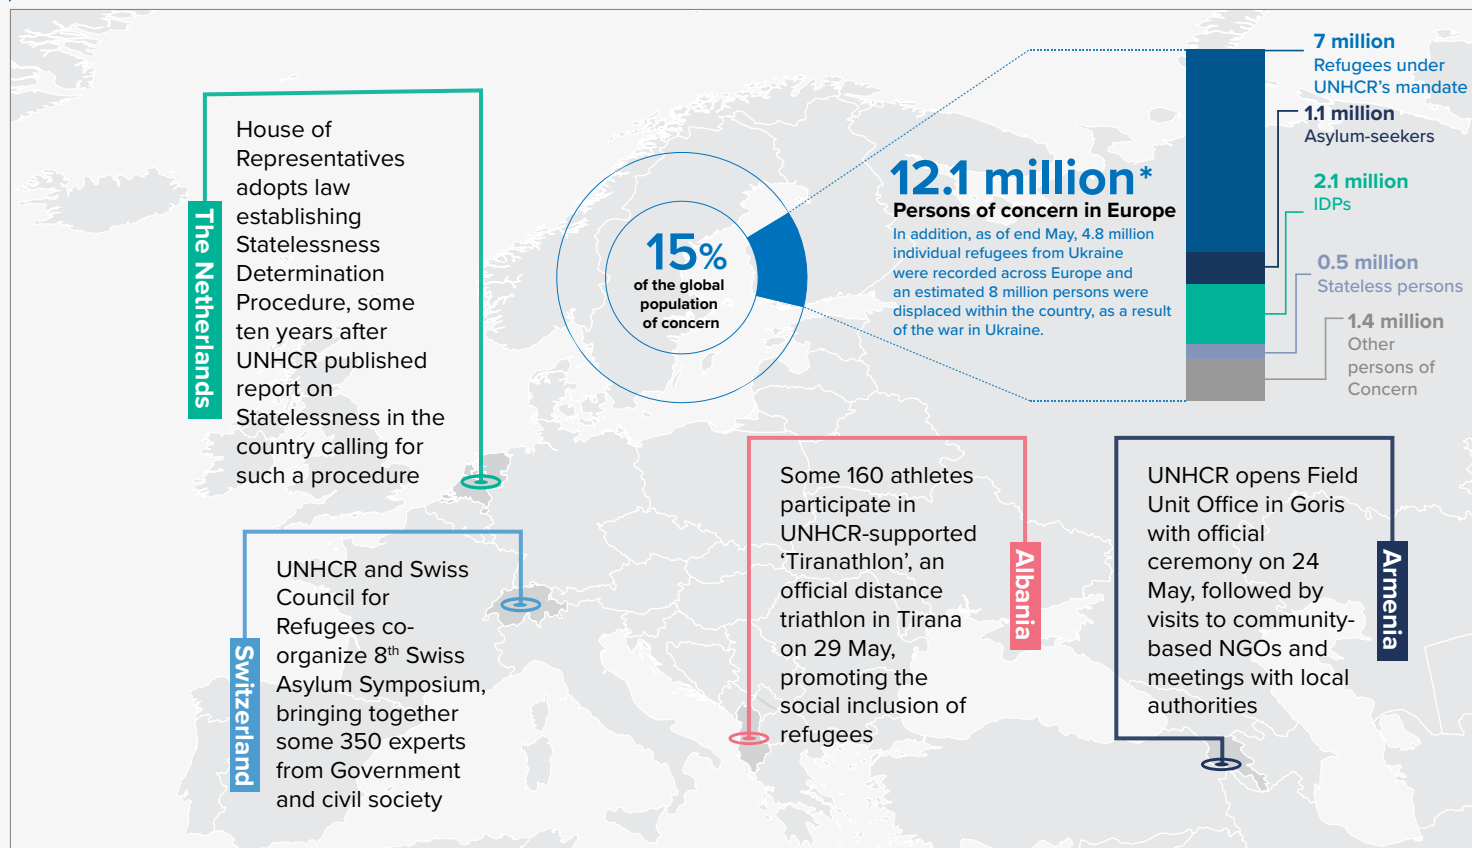 The Netherlands
House of
Representatives
adopts law
establishing
Statelessness
Determination
Procedure, some
ten years after
UNHCR published
report on
Statelessness in the
country calling for
such a procedure
15%
of the global
population
of concern
12.1 million*
Persons of concern in Europe
In addition, as of end May, 4.8 million
individual refugees from Ukraine
were recorded across Europe and
an estimated 8 million persons were
displaced within the country, as a result
of the war in Ukraine.
7 million
Refugees under
UNHCR's mandate
1.1 million
Asylum-seekers
2.1 million
IDPs
0.5 million
Stateless persons
1.4 million
Other
persons of
Concern
Switzerland
UNHCR and Swiss
Council for
Refugees co-
organize 8th Swiss
Asylum Symposium,
bringing together
some 350 experts
from Government
and civil society
Some 160 athletes
participate in
UNHCR-supported
‘Tiranathlon’, an
official distance
triathlon in Tirana
on 29 May,
promoting the
social inclusion of
refugees
Albania
UNHCR opens Field
Unit Office in Goris
with official
ceremony on 24
May, followed by
visits to community-
based NGOs and
meetings with local
authorities
Armenia